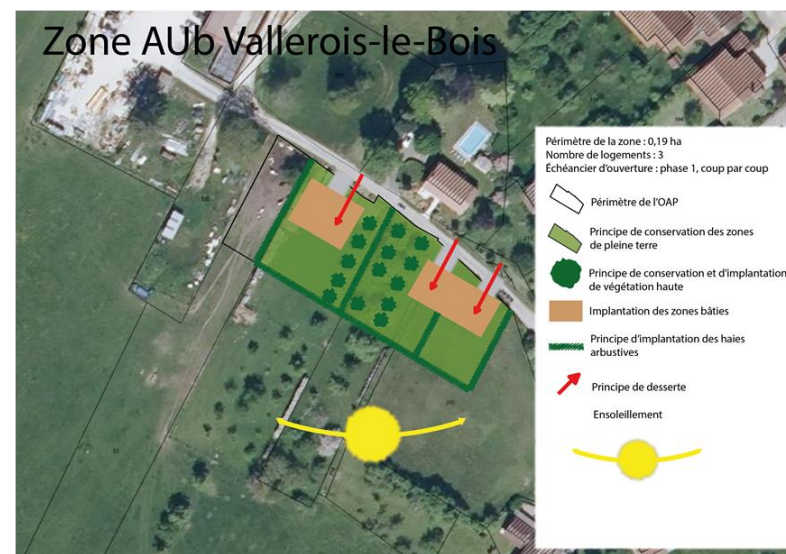 Zone AUb Vallerois-le-Bois
Périmètre de la zone : 0,19 ha
Nombre de logements : 3
Échéancier d'ouverture : phase 1, coup par coup
Périmètre de l'OAP
Principe de conservation des zones
de pleine terre
Principe de conservation et d'implantation
de végétation haute
Implantation des zones bâties
Principe d'implantation des haies
arbustives
Principe de desserte
Ensoleillement